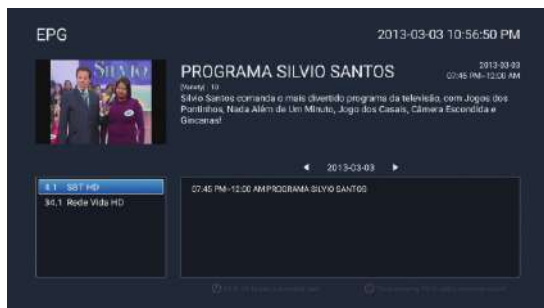 EPG
2013-03-03 10:56:50 PM
SILVIO
PROGRAMA SILVIO SANTOS
2013-03-03
07:45 PM-12:00 AM
(Variety) 10
Silvio Santos comanda o mais divertido programa da televisão, com Jogos dos
Pontinhos, Nada Além de Um Minuto, Jogo dos Casais, Câmera Escondida e
Gincanas!
◀ 2013-03-03 ▶
4.1 SBT HD
34.1 Rede Vida HD
07:45 PM-12:00 AM PROGRAMA SILVIO SANTOS